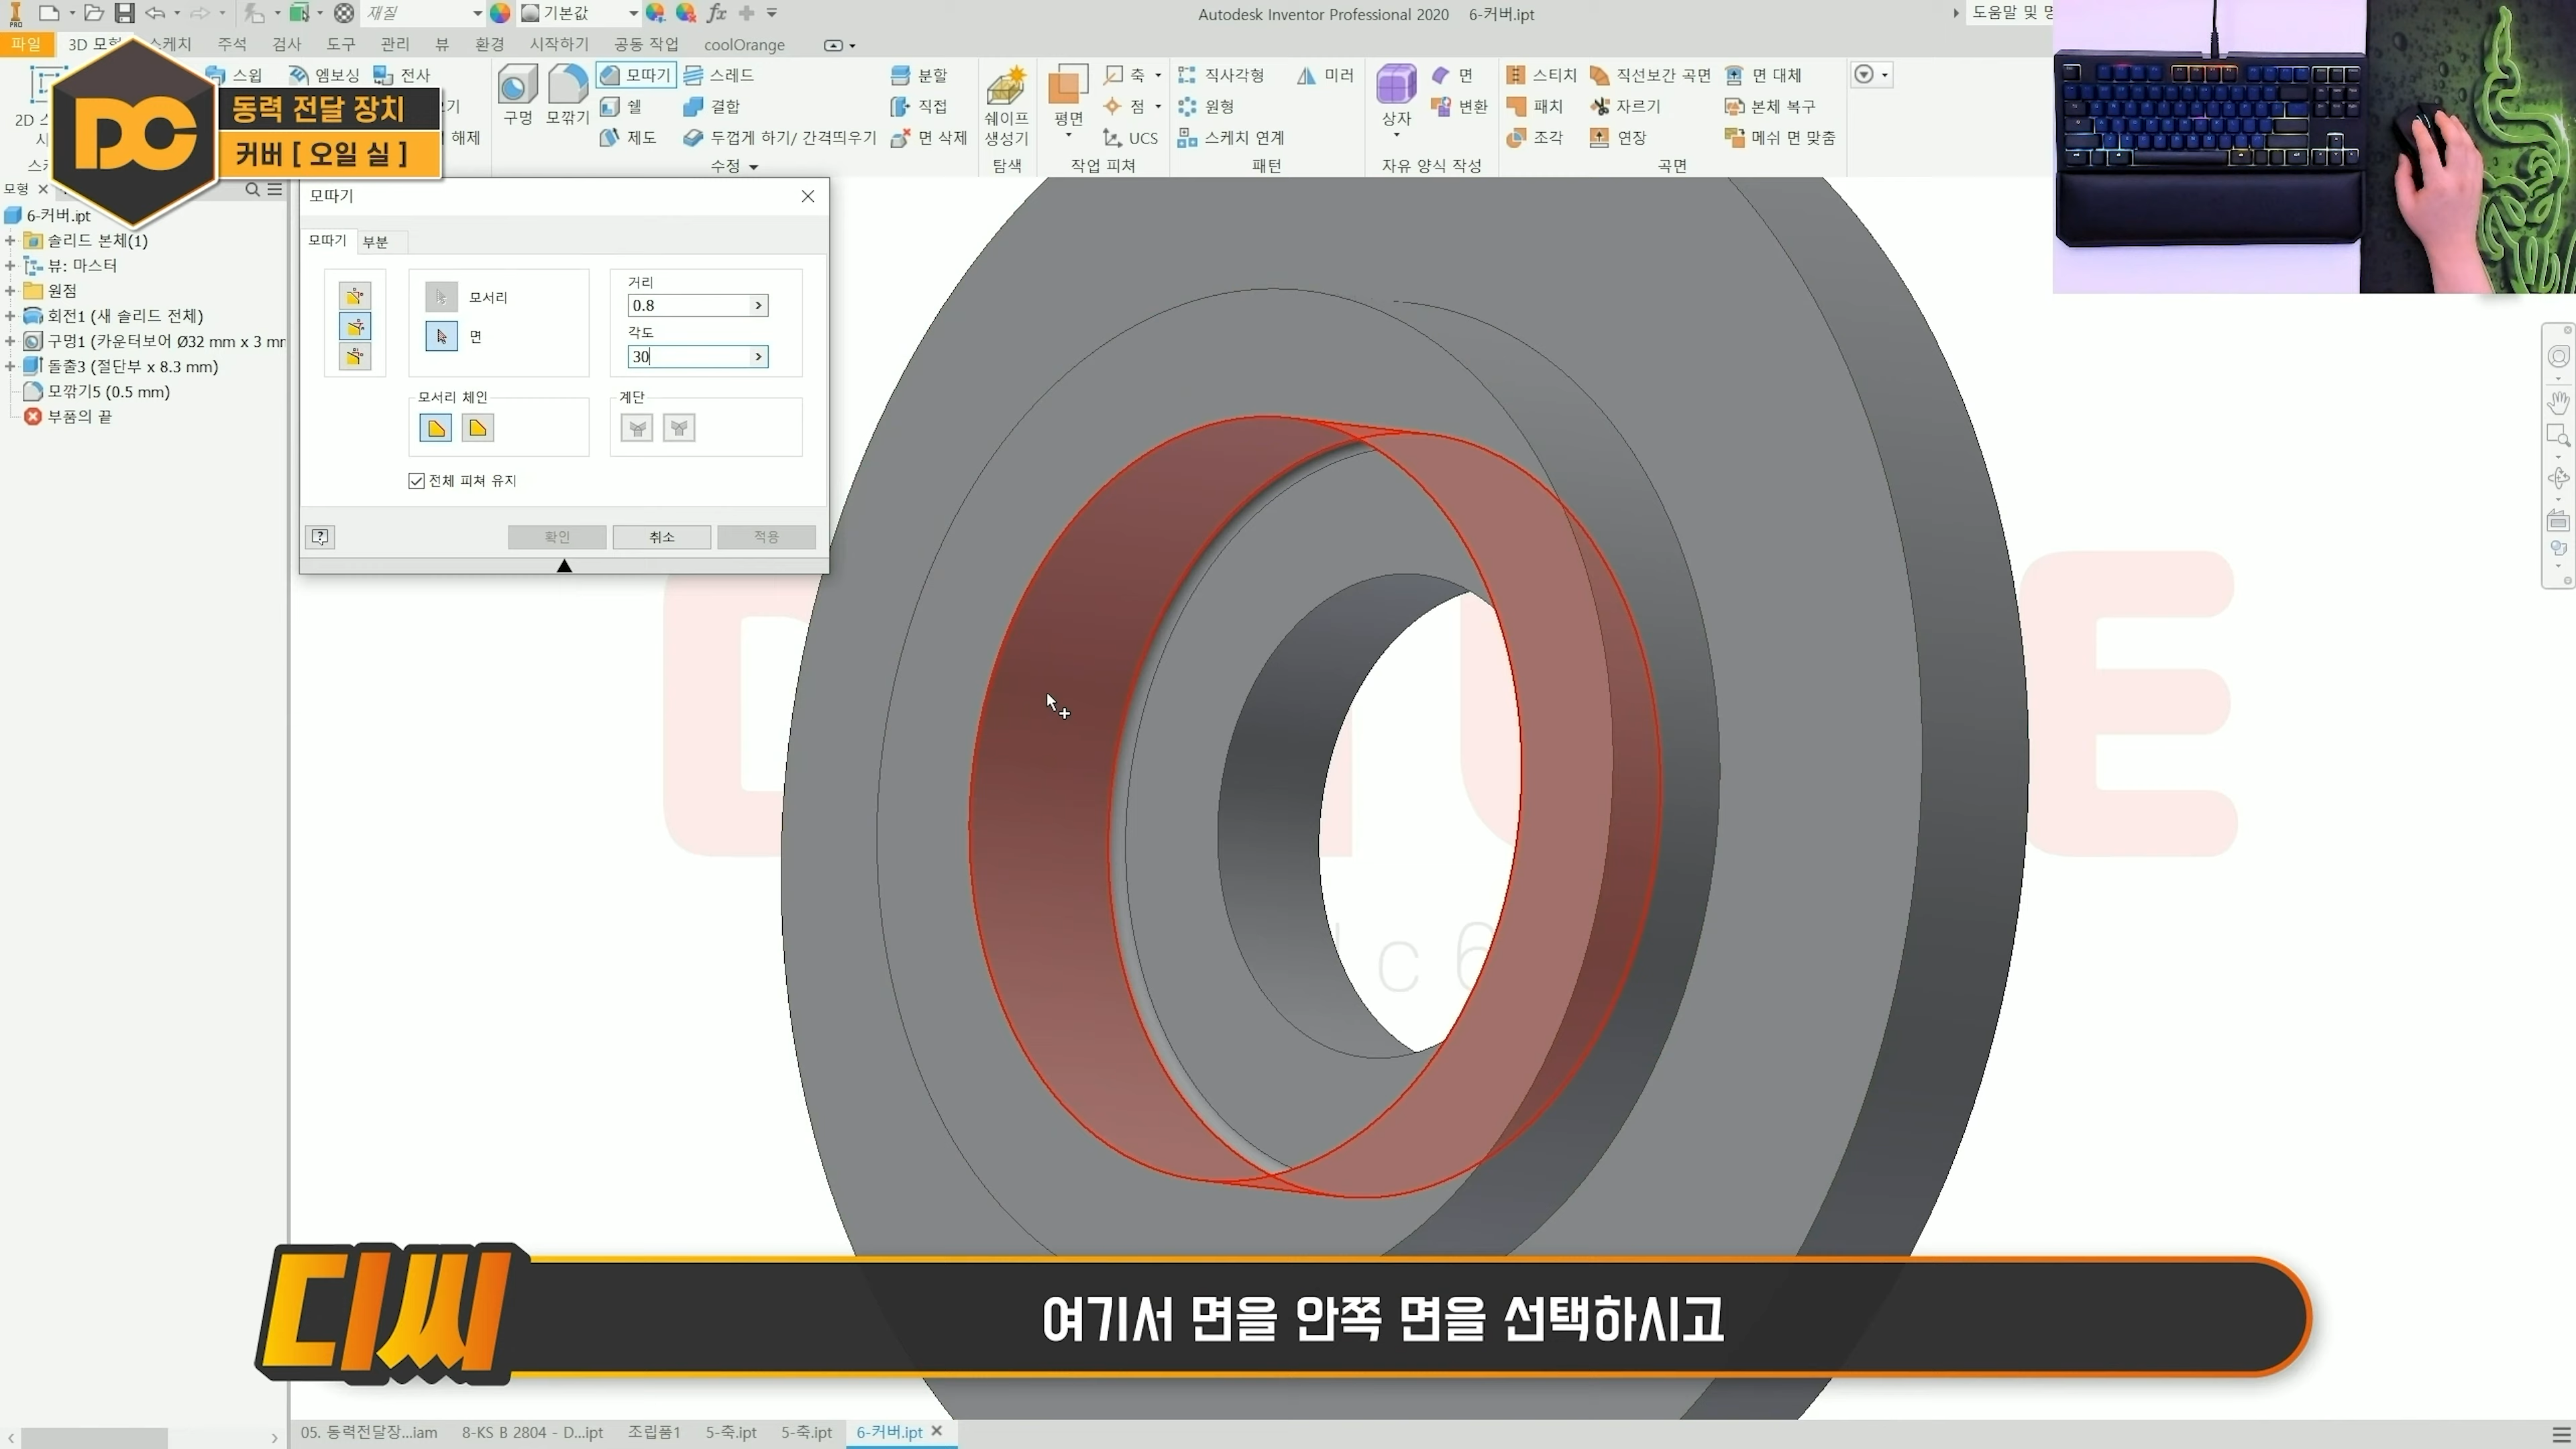 재질
기본값
fx
Autodesk Inventor Professional 2020 6-커버.ipt
도움말 및 명
PRO
파일 3D 모형 스케치 주석 검사 도구 관리 뷰 환경 시작하기 공동 작업 coolOrange
스윕 엠보싱 전사
해제
구멍 모깎기
모따기 스레드
쉘 결합
제도 두껍게 하기/ 간격띄우기
분할
직접
면 삭제
수정
쉐이프
생성기
탐색
평면
축
점
UCS
작업 피쳐
직사각형 미러
원형
스케치 연계
패턴
상자
면
변환
자유 양식 작성
스티치 직선보간 곡면 면 대체
패치 자르기 본체 복구
조각 연장 메쉬 면 맞춤
곡면
DC
동력 전달 장치
커버 [ 오일 실 ]
모형
6-커버.ipt
솔리드 본체(1)
뷰: 마스터
원점
회전1 (새 솔리드 전체)
구멍1 (카운터보어 Ø32 mm x 3 mm
돌출3 (절단부 x 8.3 mm)
모깎기5 (0.5 mm)
부품의 끝
모따기
모따기 부분
모서리
면
거리
0.8
각도
30
모서리 체인
계단
전체 피쳐 유지
확인 취소 적용
디씨
여기서 면을 안쪽 면을 선택하시고
05. 동력전달장...iam 8-KS B 2804 - D...ipt 조립품1 5-축.ipt 5-축.ipt 6-커버.ipt